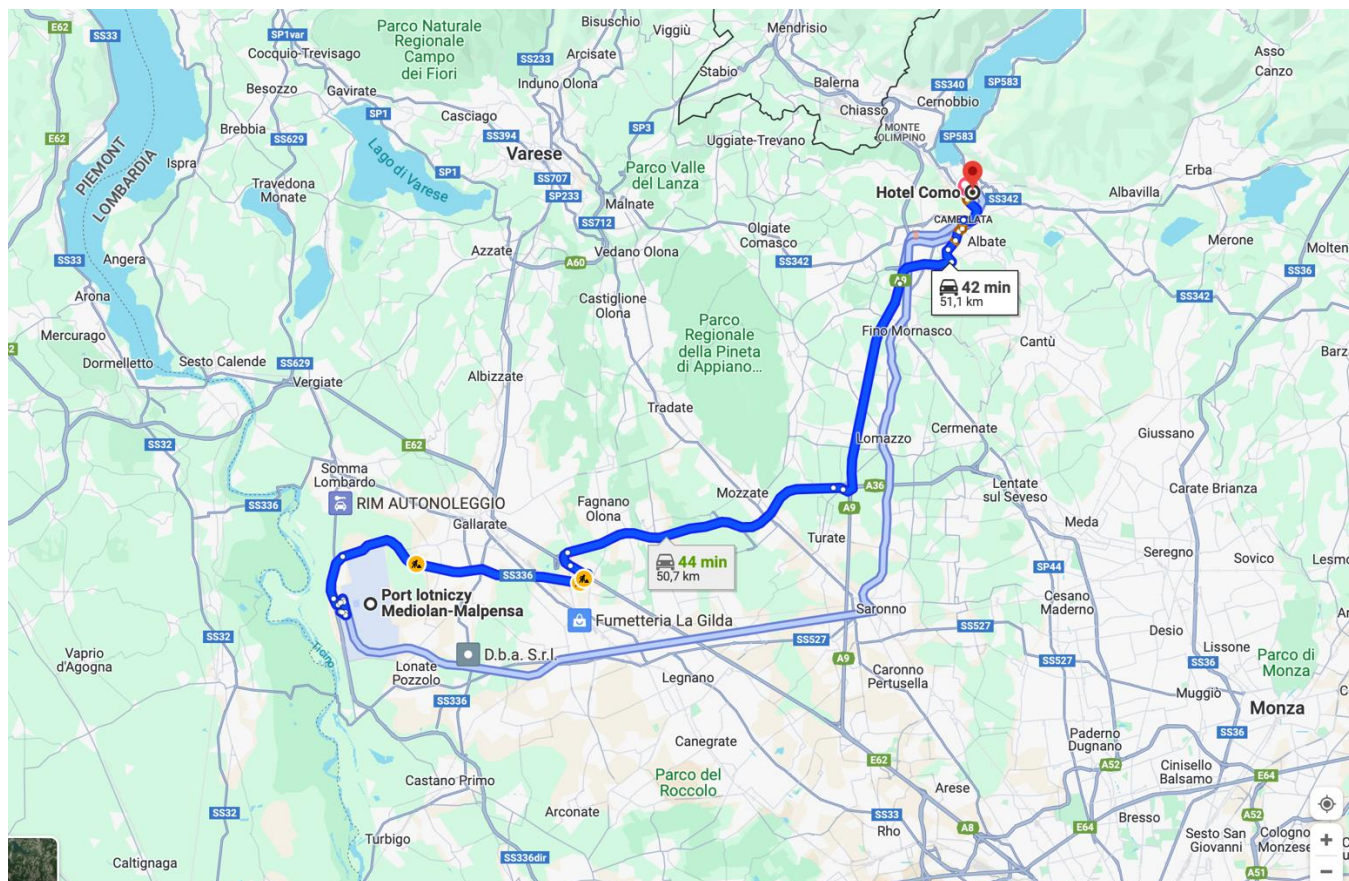 E62
SS33
SP1var
Cocquio-Trevisago
Besozzo
Gavirate
Brebbia
SS629
SP1
Ispra
Travedona
Monate
Lago di Varese
SP1
Casciago
SS394
Varese
SS707
SP233
Malnate
SS712
Vedano Olona
Azzate
A60
Parco Naturale
Regionale
Campo
dei Fiori
SS233
Induno Olona
Arcisate
Bisuschio
Viggiù
Stabio
Mendrisio
Balerna
Chiasso
SP3
Uggiate-Trevano
Parco Valle
del Lanza
Olgiate
Comasco
SS342
MONTE
OLIMPINO
SS340
Cernobbio
SP583
SP583
Asso
Canzo
Hotel Como
SS342
CAMERLATA
Albate
Albavilla
Erba
Merone
Molten
SS36
SS342
E62
PIEMONT
LOMBARDIA
SS33
Angera
Arona
Mercurago
Dormelletto
Sesto Calende
SS629
Vergiate
SS32
Castiglione
Olona
Albizzate
Tradate
Parco
Regionale
della Pineta
di Appiano...
A9
42 min
51,1 km
Fino Mornasco
Cantù
Barz
Lomazzo
Cermenate
Giussano
E62
Somma
Lombardo
RIM AUTONOLEGGIO
SS336
Gallarate
Fagnano
Olona
Mozzate
A36
A9
Turate
Lentate
sul Seveso
Carate Brianza
Meda
Seregno
Sovico
Lesmo
SS336
44 min
50,7 km
Port lotniczy
Mediolan-Malpensa
Fumetteria La Gilda
D.b.a. S.r.l.
Saronno
SP44
Cesano
Maderno
SS527
SS527
SS527
Desio
Lissone
SS36
Parco di
Monza
Ticino
SS32
Vaprio
d'Agogna
Lonate
Pozzolo
SS336
Legnano
A9
Caronno
Pertusella
Muggiò
Monza
SS36
Canegrate
Paderno
Dugnano
A52
Cinisello
Balsamo
E64
Castano Primo
Parco del
Roccolo
E62
Arese
SS32
Arconate
SS33
Rho
A8
E64
Bresso
Sesto San
Giovanni
A52
Cologno
Monzese
Turbigo
SS336dir
Caltignaga
A51